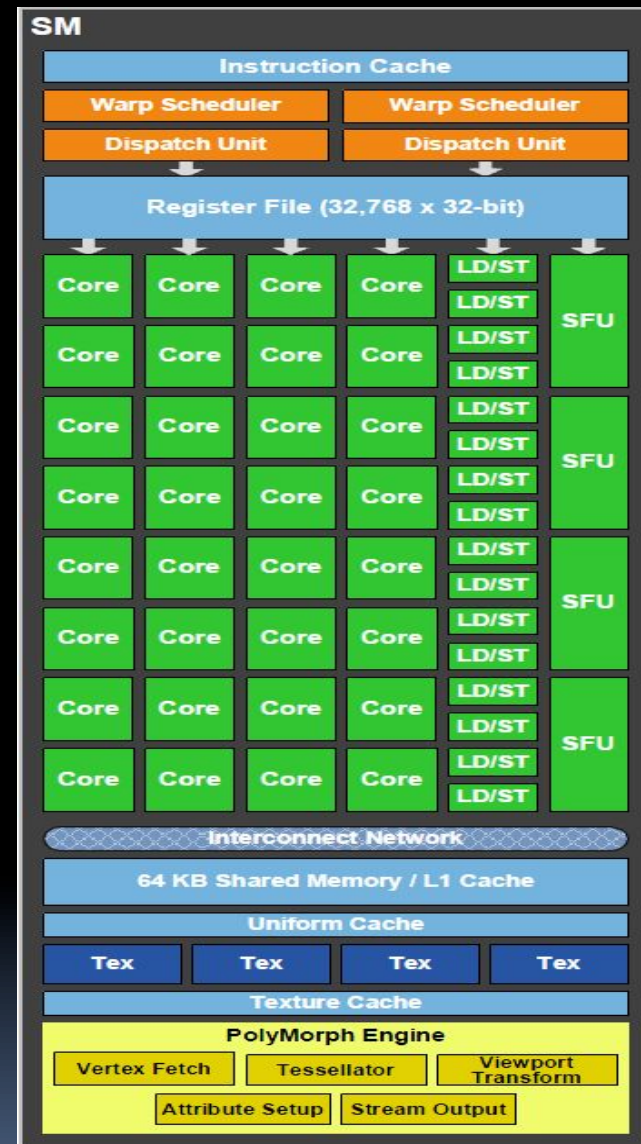 SM
Instruction Cache
Warp Scheduler Warp Scheduler
Dispatch Unit Dispatch Unit
Register File (32,768 x 32-bit)
Core Core Core Core LD/ST SFU
LD/ST
Core Core Core Core LD/ST
LD/ST
Core Core Core Core LD/ST SFU
LD/ST
Core Core Core Core LD/ST
LD/ST
Core Core Core Core LD/ST SFU
LD/ST
Core Core Core Core LD/ST
LD/ST
Core Core Core Core LD/ST SFU
LD/ST
Core Core Core Core LD/ST
LD/ST
Interconnect Network
64 KB Shared Memory / L1 Cache
Uniform Cache
Tex Tex Tex Tex
Texture Cache
PolyMorph Engine
Vertex Fetch Tessellator Viewport
Transform
Attribute Setup Stream Output